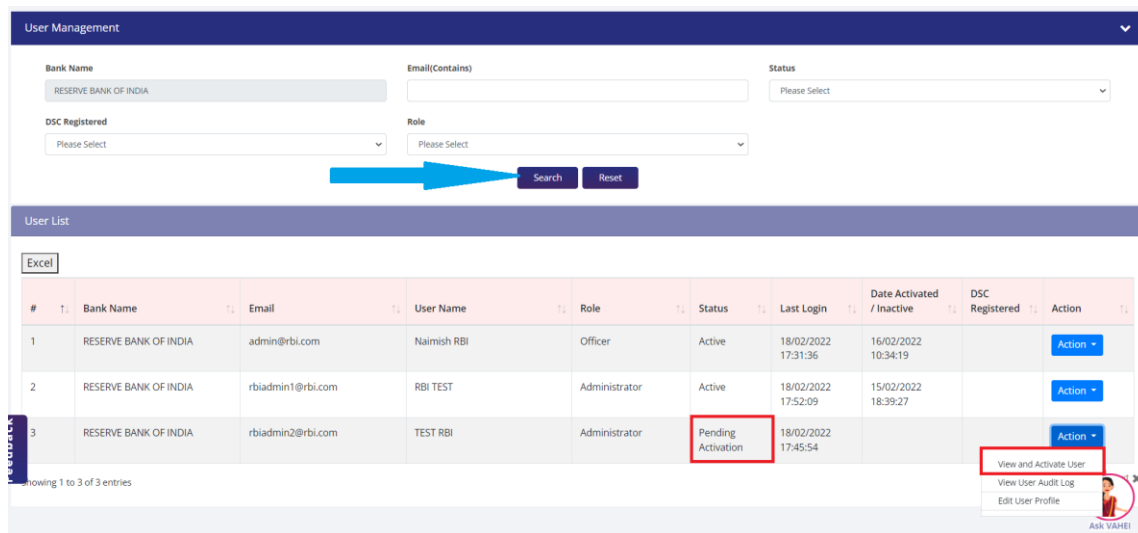 User Management
Bank Name Email(Contains) Status
RESERVE BANK OF INDIA Please Select
DSC Registered Role
Please Select Please Select
Search Reset
User List
Excel
# Bank Name Email User Name Role Status Last Login Date Activated / Inactive DSC Registered Action
1 RESERVE BANK OF INDIA admin@rbi.com Naimish RBI Officer Active 18/02/2022 17:31:36 16/02/2022 10:34:19 Action
2 RESERVE BANK OF INDIA rbiadmin1@rbi.com RBI TEST Administrator Active 18/02/2022 17:52:09 15/02/2022 18:39:27 Action
3 RESERVE BANK OF INDIA rbiadmin2@rbi.com TEST RBI Administrator Pending Activation 18/02/2022 17:45:54 Action
View and Activate User
View User Audit Log
Edit User Profile
to 3 of 3 entries
Ask VAHEI